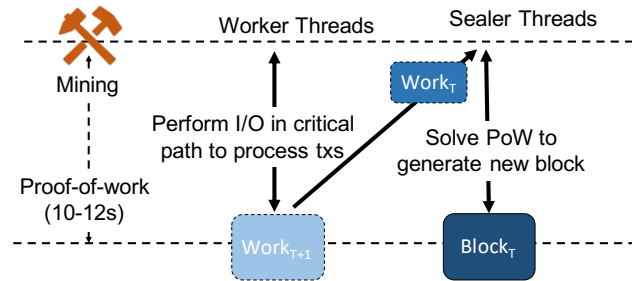 Worker Threads
Sealer Threads
Mining
Work_T
Perform I/O in critical
path to process txs
Solve PoW to
generate new block
Proof-of-work
(10-12s)
Work_T+1
Block_T